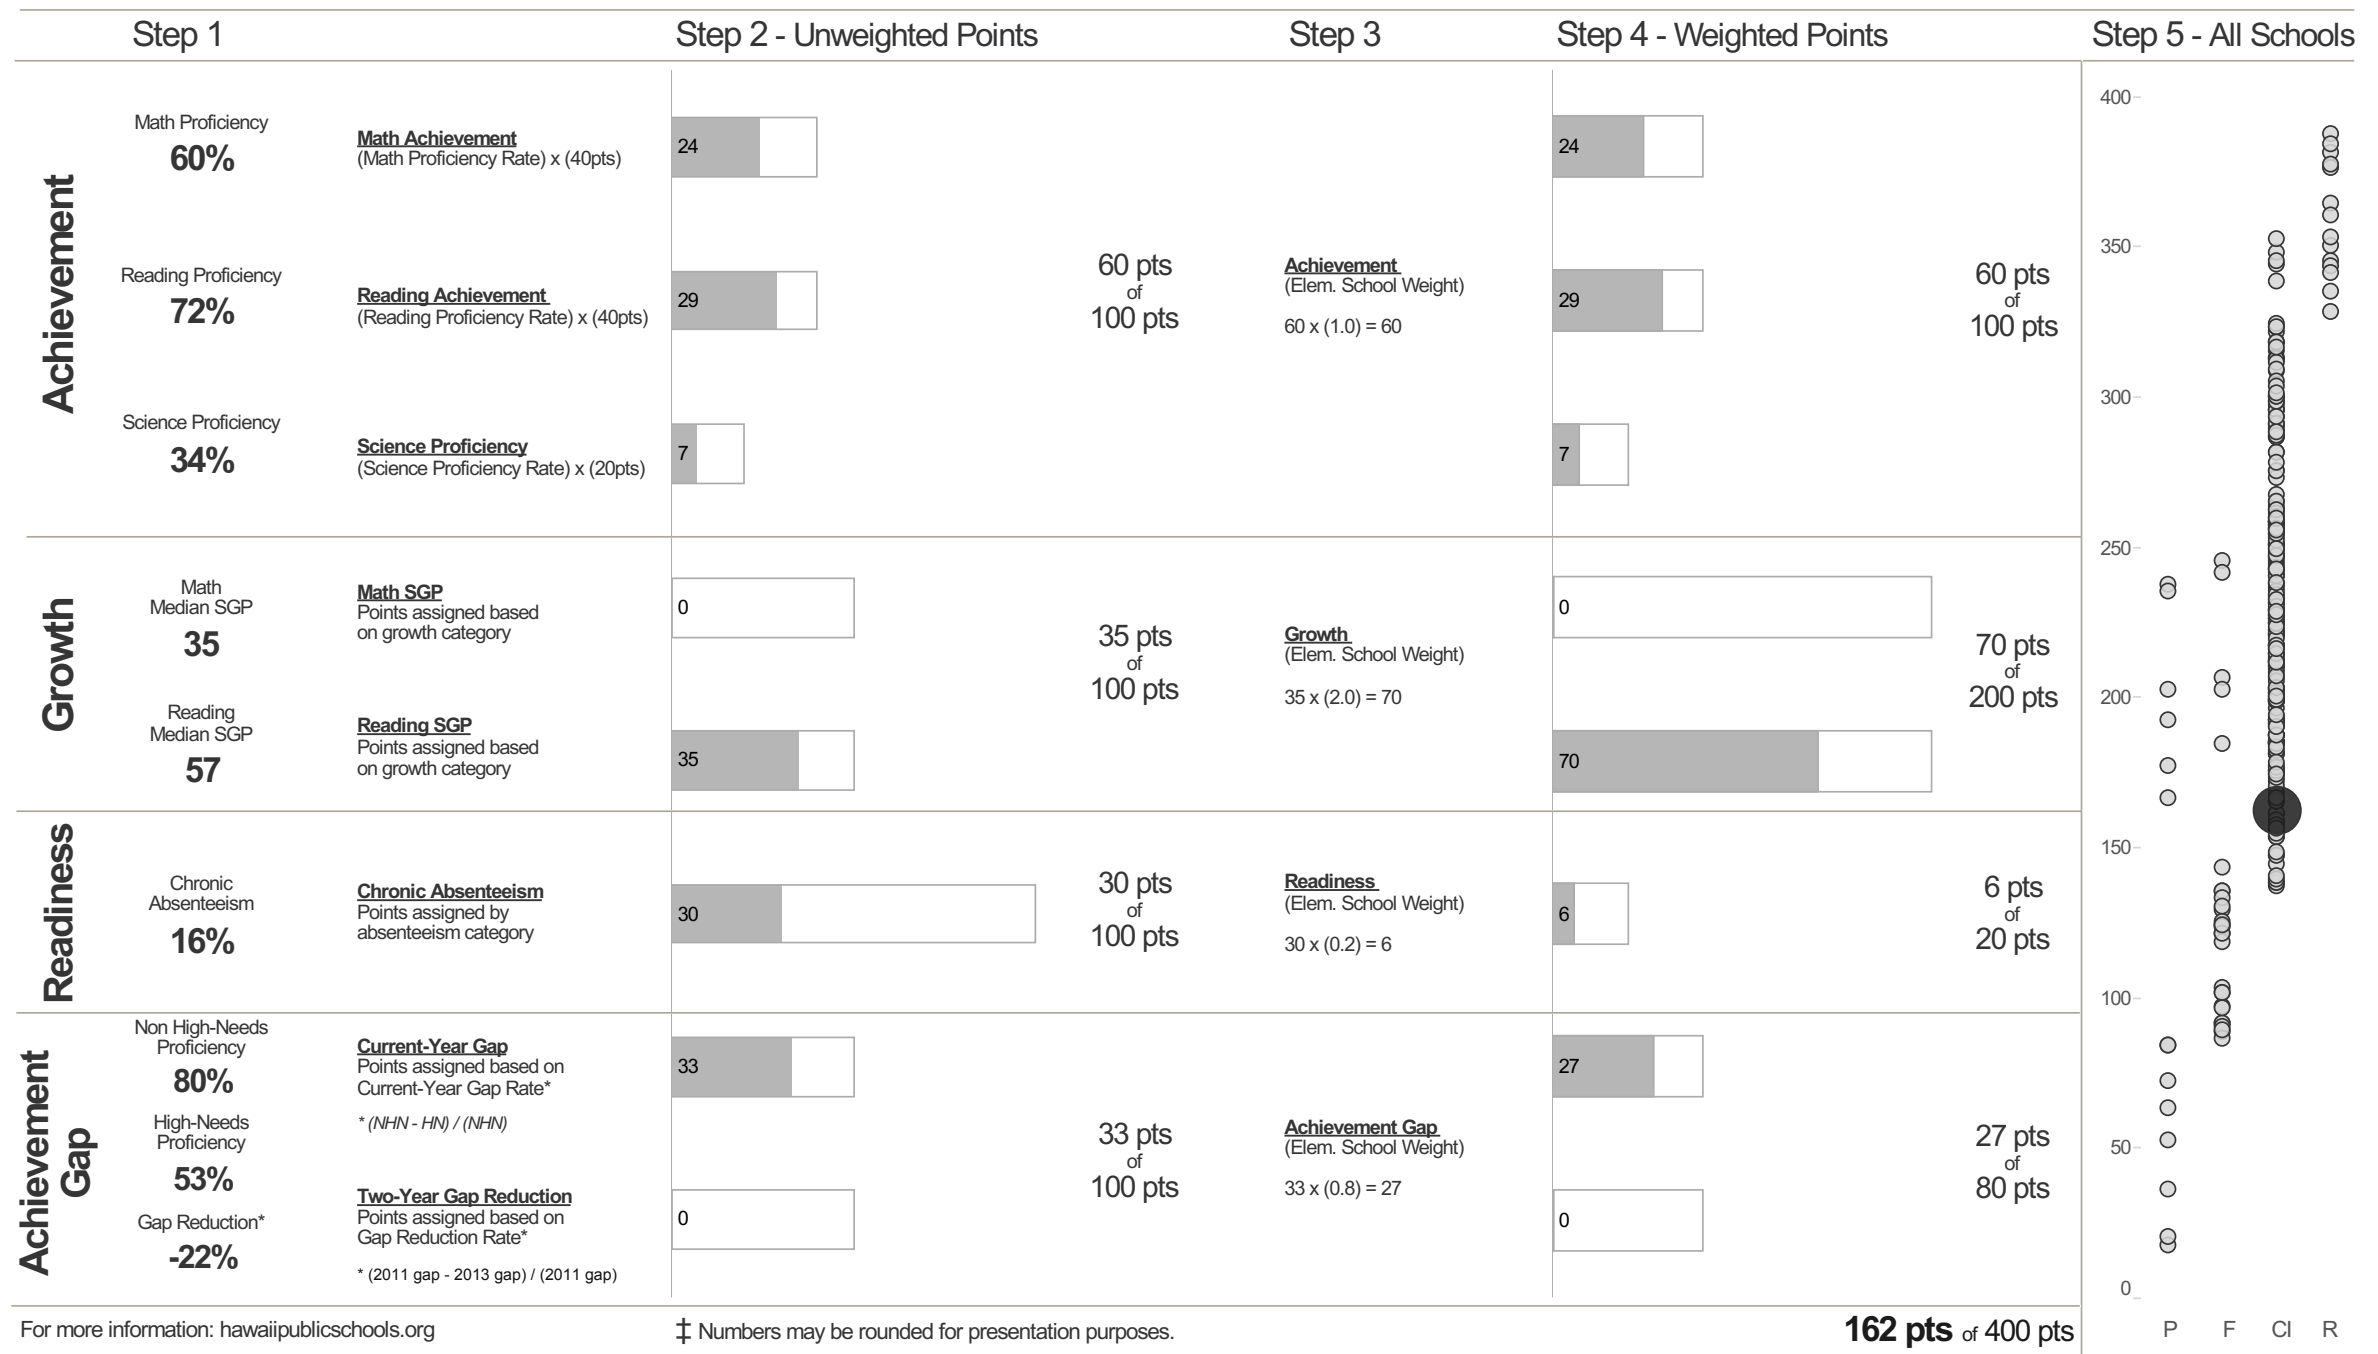 Step 1
Step 2 - Unweighted Points
Step 3
Step 4 - Weighted Points
Step 5 - All Schools
Achievement
Math Proficiency
60%
Math Achievement
(Math Proficiency Rate) x (40pts)
24
24
Reading Proficiency
72%
Reading Achievement
(Reading Proficiency Rate) x (40pts)
29
60 pts
of
100 pts
Achievement
(Elem. School Weight)
60 x (1.0) = 60
29
60 pts
of
100 pts
Science Proficiency
34%
Science Proficiency
(Science Proficiency Rate) x (20pts)
7
7
Growth
Math
Median SGP
35
Math SGP
Points assigned based
on growth category
0
35 pts
of
100 pts
Growth
(Elem. School Weight)
35 x (2.0) = 70
0
70 pts
of
200 pts
Reading
Median SGP
57
Reading SGP
Points assigned based
on growth category
35
70
Readiness
Chronic
Absenteeism
16%
Chronic Absenteeism
Points assigned by
absenteeism category
30
30 pts
of
100 pts
Readiness
(Elem. School Weight)
30 x (0.2) = 6
6
6 pts
of
20 pts
Achievement
Gap
Non High-Needs
Proficiency
80%
High-Needs
Proficiency
53%
Gap Reduction*
-22%
Current-Year Gap
Points assigned based on
Current-Year Gap Rate*
* (NHN - HN) / (NHN)
Two-Year Gap Reduction
Points assigned based on
Gap Reduction Rate*
* (2011 gap - 2013 gap) / (2011 gap)
33
0
33 pts
of
100 pts
Achievement Gap
(Elem. School Weight)
33 x (0.8) = 27
27
0
27 pts
of
80 pts
400
350
300
250
200
150
100
50
0
P F CI R
For more information: hawaiipublicschools.org
‡ Numbers may be rounded for presentation purposes.
162 pts of 400 pts